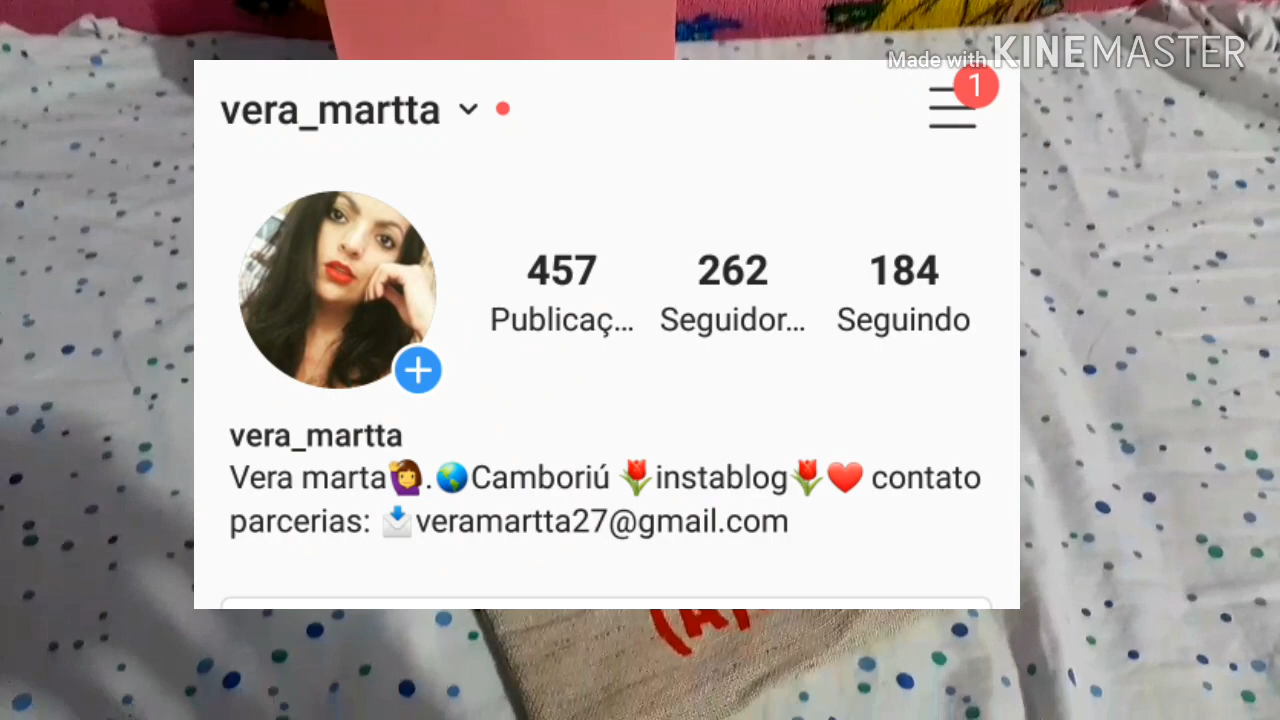 Made with KINEMASTER
vera_martta
1
457 262 184
Publicaç... Seguidor... Seguindo
vera_martta
Vera marta🙋‍♀️.🌎Camboriú 🌷instablog🌷❤️ contato
parcerias: 📩veramartta27@gmail.com
(A)